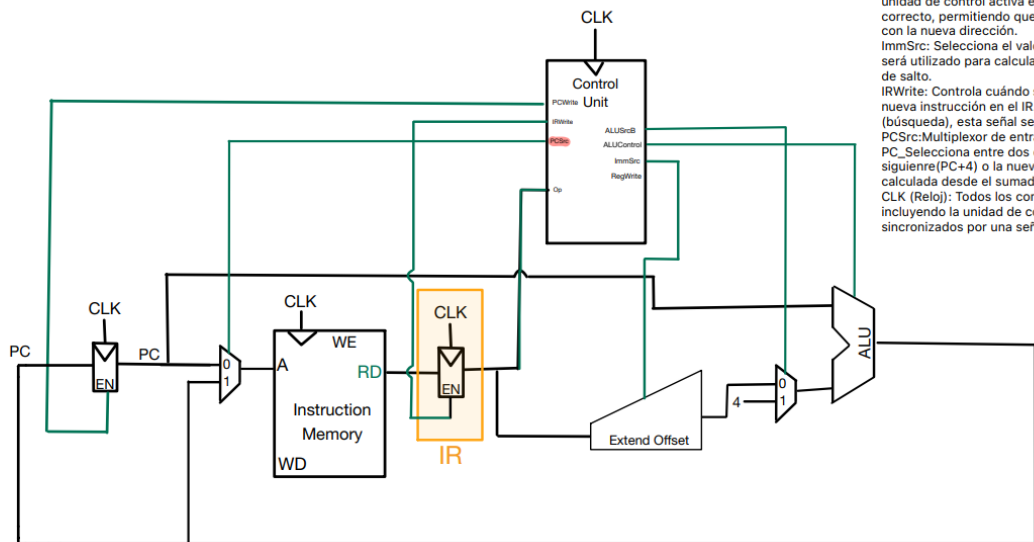 unidad de control activa e
correcto, permitiendo que
con la nueva dirección.
ImmSrc: Selecciona el val
será utilizado para calcula
de salto.
IRWrite: Controla cuándo
nueva instrucción en el IR
(búsqueda), esta señal se
PCSrc:Multiplexor de entr
PC_Selecciona entre dos
siguienre(PC+4) o la nuev
calculada desde el sumad
CLK (Reloj): Todos los cor
incluyendo la unidad de c
sincronizados por una señ
CLK
Control
Unit
PCWrite
IRWrite
PCSrc
Op
ALUSrcB
ALUControl
ImmSrc
RegWrite
PC
CLK
EN
PC
0
1
CLK
WE
A
RD
Instruction
Memory
WD
CLK
EN
IR
Extend Offset
4
0
1
ALU